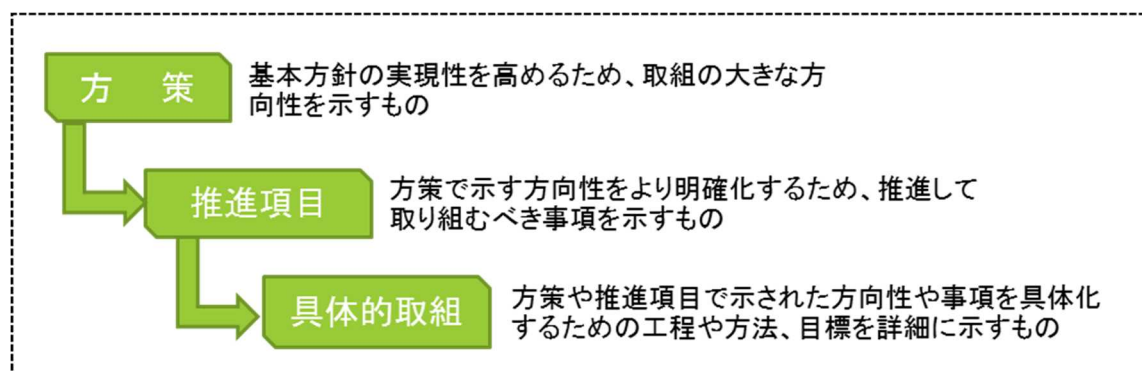 方　策
基本方針の実現性を高めるため、取組の大きな方
向性を示すもの
推進項目
方策で示す方向性をより明確化するため、推進して
取り組むべき事項を示すもの
具体的取組
方策や推進項目で示された方向性や事項を具体化
するための工程や方法、目標を詳細に示すもの